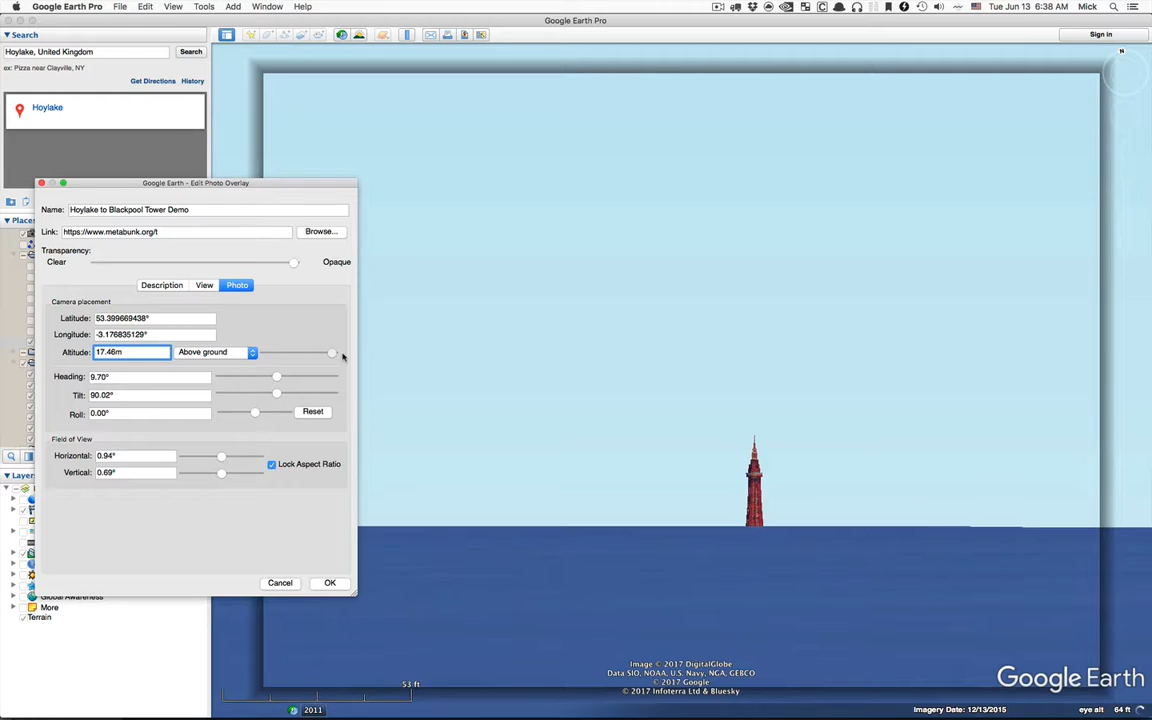 Google Earth Pro File Edit View Tools Add Window Help Tue Jun 13 6:38 AM Mick
Google Earth Pro
Search
Sign in
Hoylake, United Kingdom Search
ex: Pizza near Clayville, NY
Get Directions History
N
Hoylake
Google Earth - Edit Photo Overlay
Name: Hoylake to Blackpool Tower Demo
Places
Link: https://www.metabunk.org/t Browse...
Transparency:
Clear Opaque
Description View Photo
Camera placement
Latitude: 53.399669438°
Longitude: -3.176835129°
Altitude: 17.46m Above ground
Heading: 9.70°
Tilt: 90.02°
Roll: 0.00° Reset
Field of View
Horizontal: 0.94° Lock Aspect Ratio
Vertical: 0.69°
Layers
Cancel OK
Global Awareness
More
Terrain
Image © 2017 DigitalGlobe
Data SIO, NOAA, U.S. Navy, NGA, GEBCO
© 2017 Google
© 2017 Infoterra Ltd & Bluesky
Google Earth
53 ft
2011
Imagery Date: 12/13/2015 eye alt 64 ft